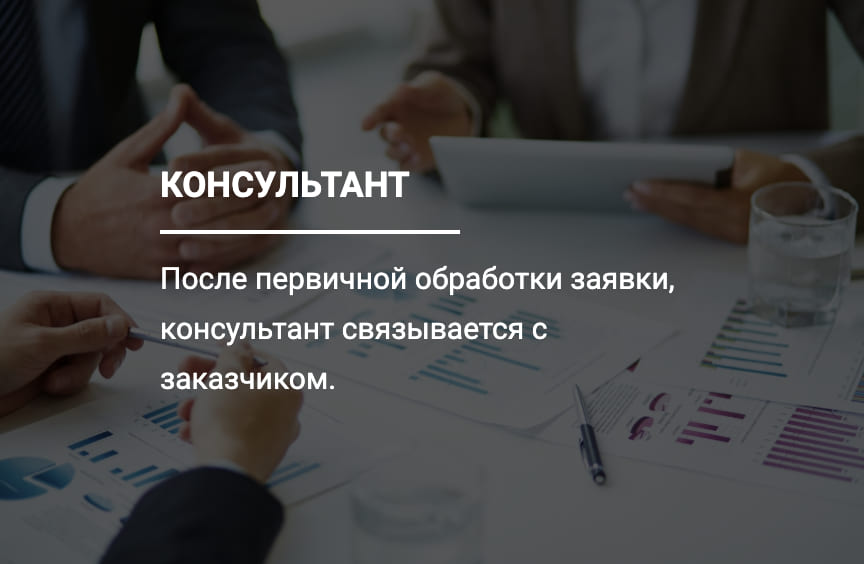 КОНСУЛЬТАНТ
После первичной обработки заявки,
консультант связывается с
заказчиком.